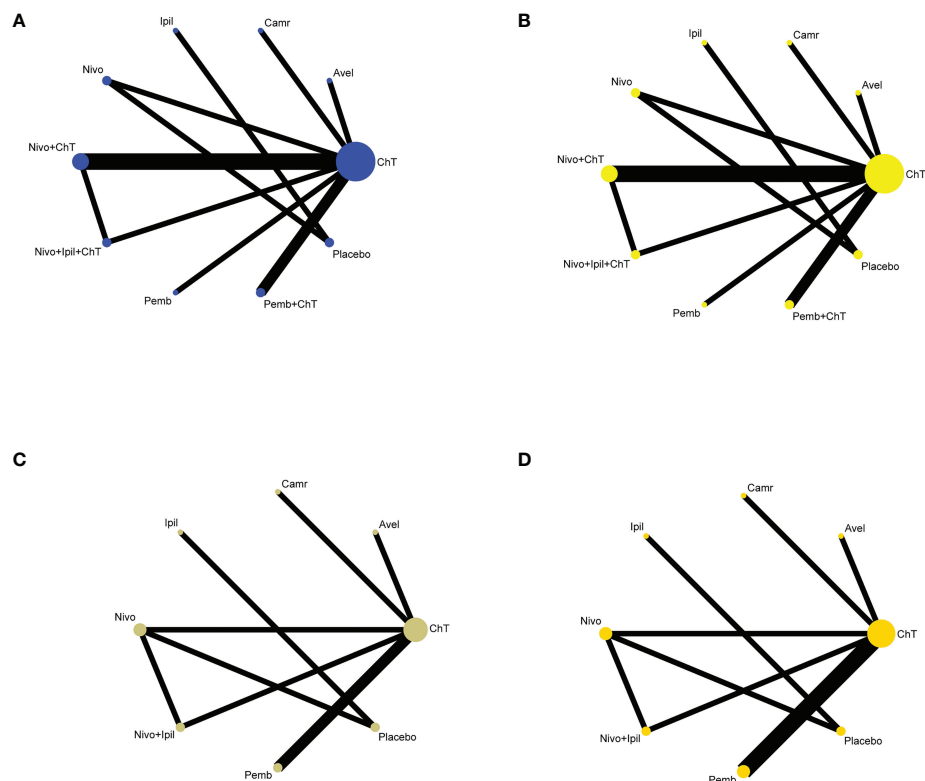 A
Ipil
Camr
Nivo
Avel
Nivo+ChT
ChT
Nivo+Ipil+ChT
Placebo
Pemb
Pemb+ChT
B
Ipil
Camr
Nivo
Avel
Nivo+ChT
ChT
Nivo+Ipil+ChT
Placebo
Pemb
Pemb+ChT
C
Camr
Ipil
Avel
Nivo
ChT
Nivo+Ipil
Placebo
Pemb
D
Camr
Ipil
Avel
Nivo
ChT
Nivo+Ipil
Placebo
Pemb